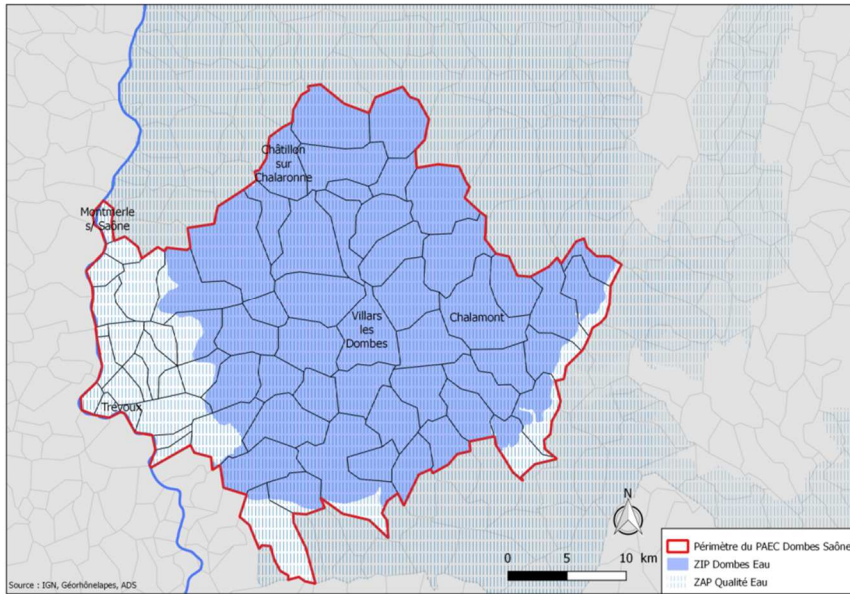 Châtillon
sur
Chalaronne
Montmerle
s/ Saône
Villars
les
Dombes
Chalamont
Trévoux
N
0 5 10 km
Périmètre du PAEC Dombes Saône
ZIP Dombes Eau
ZAP Qualité Eau
Source : IGN, Géorhônelapes, ADS